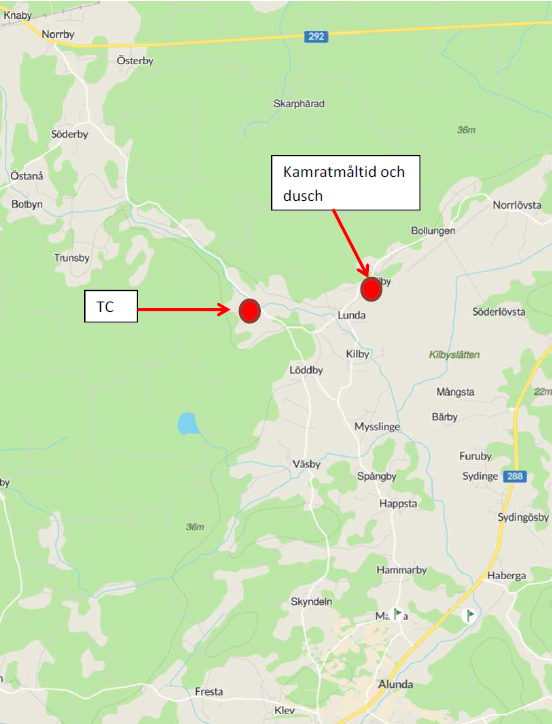 Knaby
Norrby
292
Österby
Skarphärad
36m
Söderby
Kamratmåltid och
dusch
Östanå
Botbyn
Norrlövsta
Bollungen
Trunsby
TC
Lunda
Söderlövsta
Kilby
Kilbyslätten
Löddby
Mångsta
22m
Bärby
Mysslinge
Furuby
Väsby
Spångby
Sydinge
288
Happsta
Sydingösby
36m
Hammarby
Haberga
Skyndeln
Alunda
Fresta
Klev